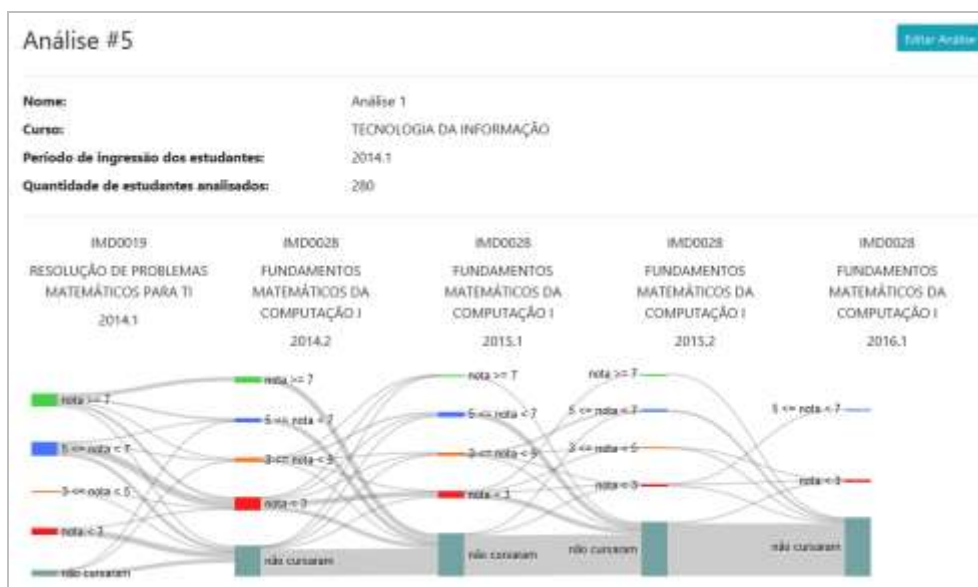 Análise #5
Editar Análise
Nome: Análise 1
Curso: TECNOLOGIA DA INFORMAÇÃO
Período de ingressão dos estudantes: 2014.1
Quantidade de estudantes analisados: 280
IMD0019 IMD0028 IMD0028 IMD0028 IMD0028
RESOLUÇÃO DE PROBLEMAS FUNDAMENTOS FUNDAMENTOS FUNDAMENTOS FUNDAMENTOS
MATEMÁTICOS PARA TI MATEMÁTICOS DA MATEMÁTICOS DA MATEMÁTICOS DA MATEMÁTICOS DA
2014.1 COMPUTAÇÃO I COMPUTAÇÃO I COMPUTAÇÃO I COMPUTAÇÃO I
2014.2 2015.1 2015.2 2016.1
nota >= 7 nota >= 7 nota >= 7 nota >= 7
5 <= nota < 7 5 <= nota < 7 5 <= nota < 7 5 <= nota < 7 5 <= nota < 7
3 <= nota < 5 3 <= nota < 5 3 <= nota < 5 3 <= nota < 5
nota < 3 nota < 3 nota < 3 nota < 3 nota < 3
não cursaram não cursaram não cursaram não cursaram não cursaram